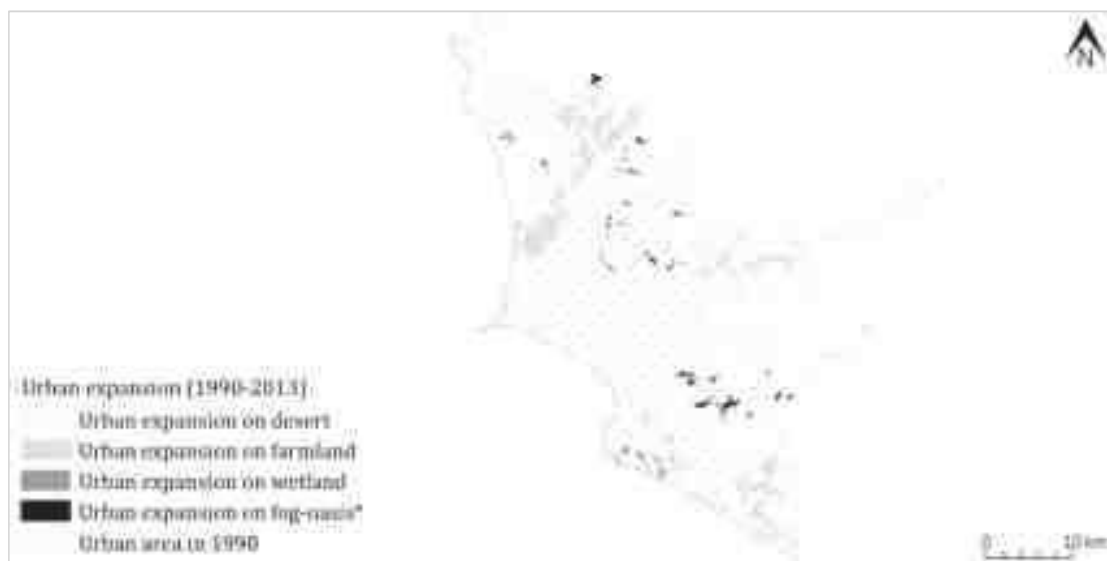 N
Urban expansion (1990-2013)
Urban expansion on desert
Urban expansion on farmland
Urban expansion on wetland
Urban expansion on fog-oasis*
Urban area in 1990
0 10 km